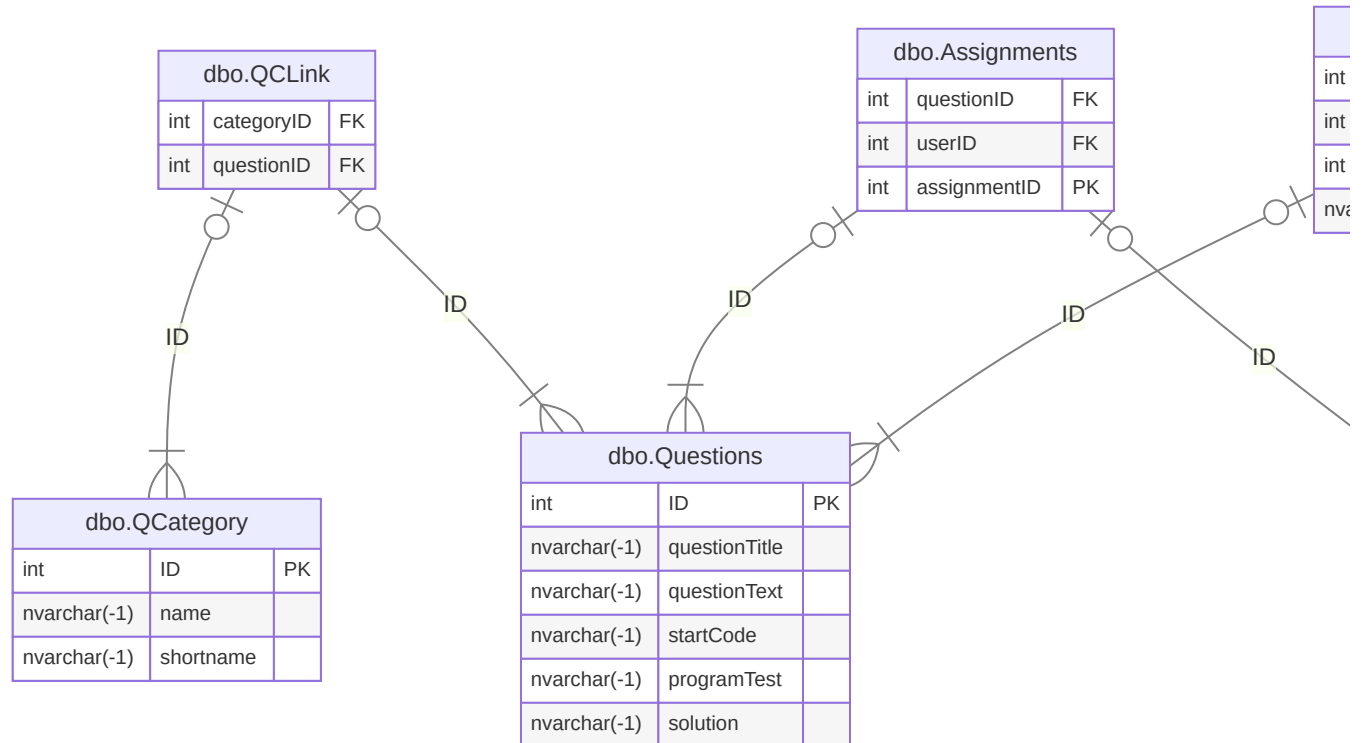 dbo.QCLink
int categoryID FK
int questionID FK
dbo.Assignments
int questionID FK
int userID FK
int assignmentID PK
int
int
int
ID
ID
ID
ID
ID
dbo.QCategory
int ID PK
nvarchar(-1) name
nvarchar(-1) shortname
dbo.Questions
int ID PK
nvarchar(-1) questionTitle
nvarchar(-1) questionText
nvarchar(-1) startCode
nvarchar(-1) programTest
nvarchar(-1) solution